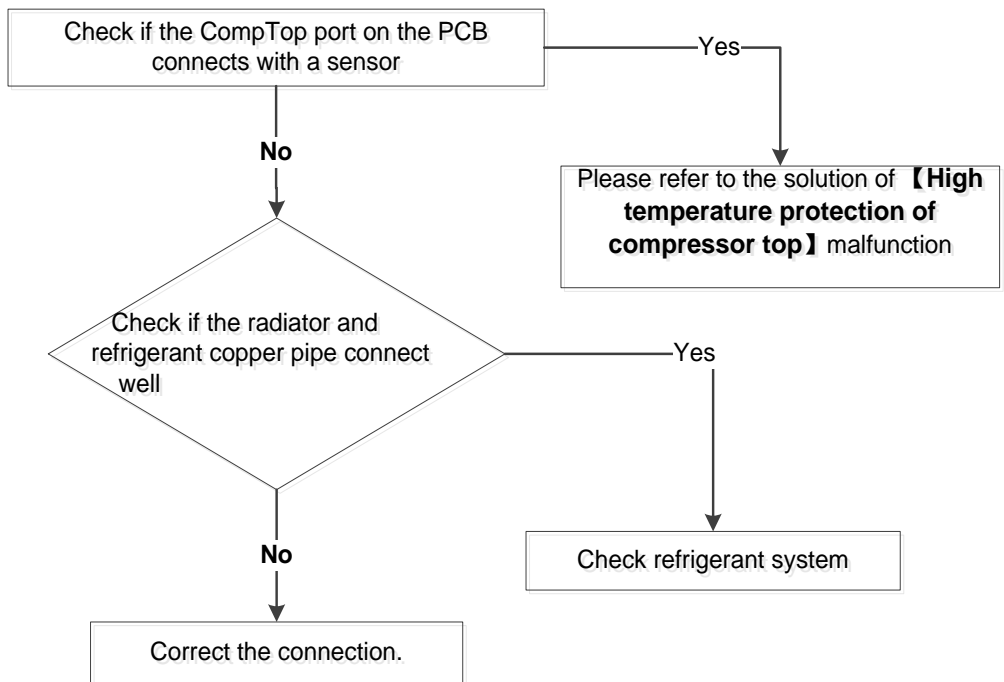 Check if the CompTop port on the PCB
connects with a sensor
Yes
No
Please refer to the solution of 【High
temperature protection of
compressor top】 malfunction
Check if the radiator and
refrigerant copper pipe connect
well
Yes
No
Check refrigerant system
Correct the connection.